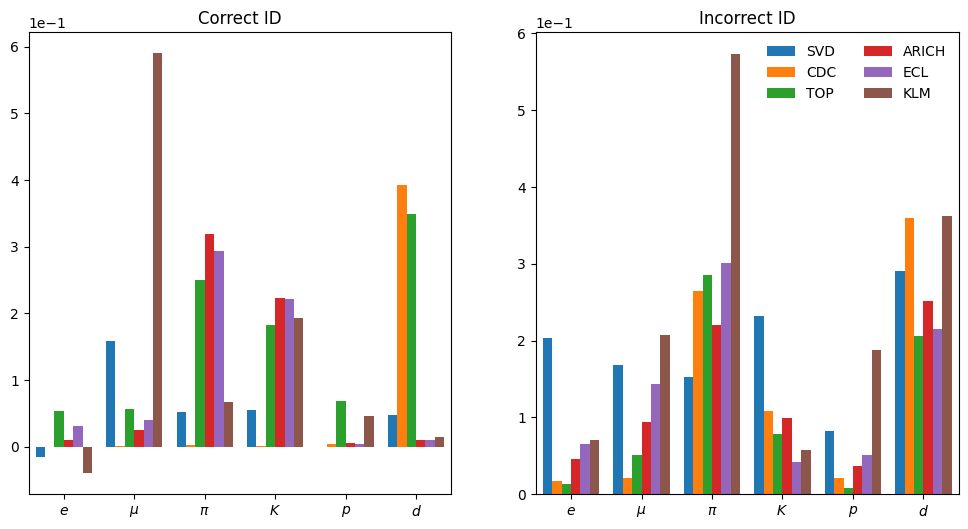 Correct ID
1e−1
6
5
4
3
2
1
0
e μ π K p d
Incorrect ID
1e−1
6
5
4
3
2
1
0
e μ π K p d
SVD
CDC
TOP
ARICH
ECL
KLM